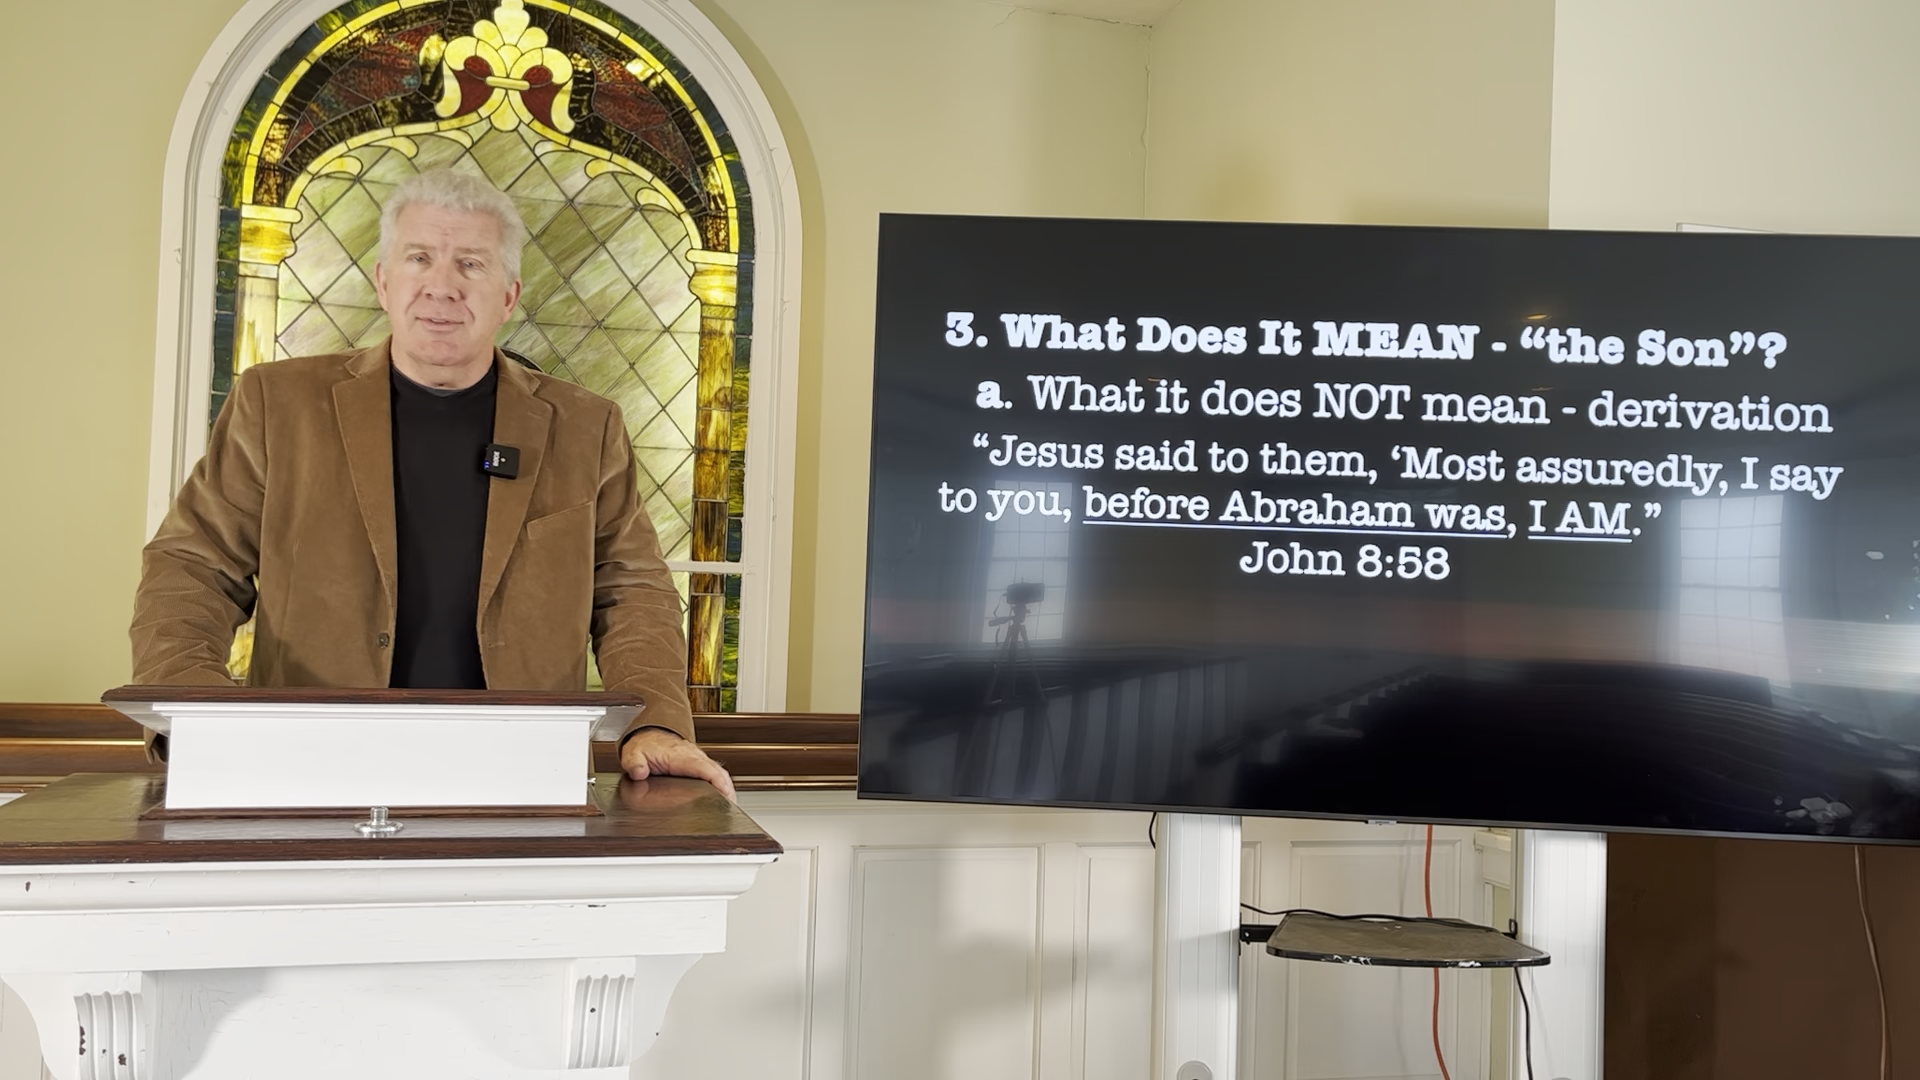 3. What Does It MEAN - “the Son”?
a. What it does NOT mean - derivation
“Jesus said to them, ‘Most assuredly, I say
to you, before Abraham was, I AM.”
John 8:58
RODE